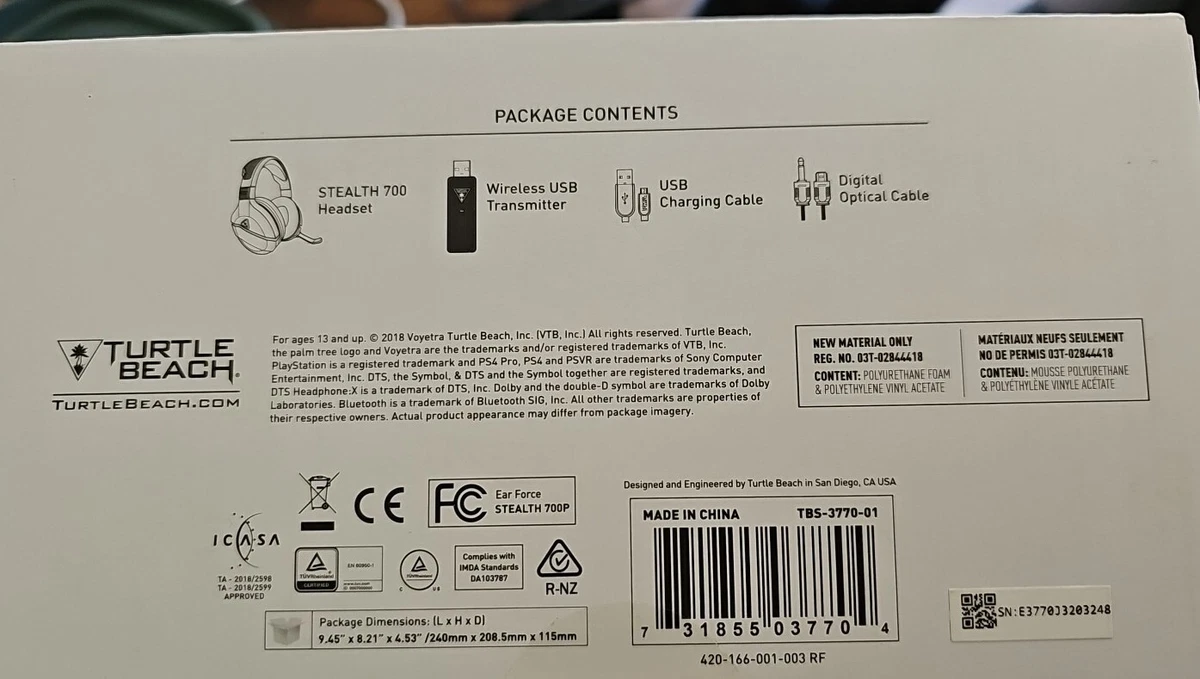 PACKAGE CONTENTS
STEALTH 700
Headset
Wireless USB
Transmitter
USB
Charging Cable
Digital
Optical Cable
TURTLE
BEACH®
TURTLEBEACH.COM
For ages 13 and up. © 2018 Voyetra Turtle Beach, Inc. (VTB, Inc.) All rights reserved. Turtle Beach,
the palm tree logo and Voyetra are the trademarks and/or registered trademarks of VTB, Inc.
PlayStation is a registered trademark and PS4 Pro, PS4 and PSVR are trademarks of Sony Computer
Entertainment, Inc. DTS, the Symbol, & DTS and the Symbol together are registered trademarks, and
DTS Headphone:X is a trademark of DTS, Inc. Dolby and the double-D symbol are trademarks of Dolby
Laboratories. Bluetooth is a trademark of Bluetooth SIG, Inc. All other trademarks are properties of
their respective owners. Actual product appearance may differ from package imagery.
NEW MATERIAL ONLY
REG. NO. 03T-02844418
CONTENT: POLYURETHANE FOAM
& POLYETHYLENE VINYL ACETATE
MATÉRIAUX NEUFS SEULEMENT
NO DE PERMIS 03T-02844418
CONTENU: MOUSSE POLYURETHANE
& POLYÉTHYLÈNE VINYLE ACÉTATE
ICASA
TA - 2018/2598
TA - 2018/2599
APPROVED
CE
FC
Ear Force
STEALTH 700P
TÜVRheinland
CERTIFIED
EN 60950-1
TÜVRheinland
C US
Complies with
IMDA Standards
DA103787
R-NZ
Package Dimensions: (L x H x D)
9.45” x 8.21” x 4.53” /240mm x 208.5mm x 115mm
Designed and Engineered by Turtle Beach in San Diego, CA USA
MADE IN CHINA TBS-3770-01
7 31855 03770 4
420-166-001-003 RF
SN:E3770J3203248